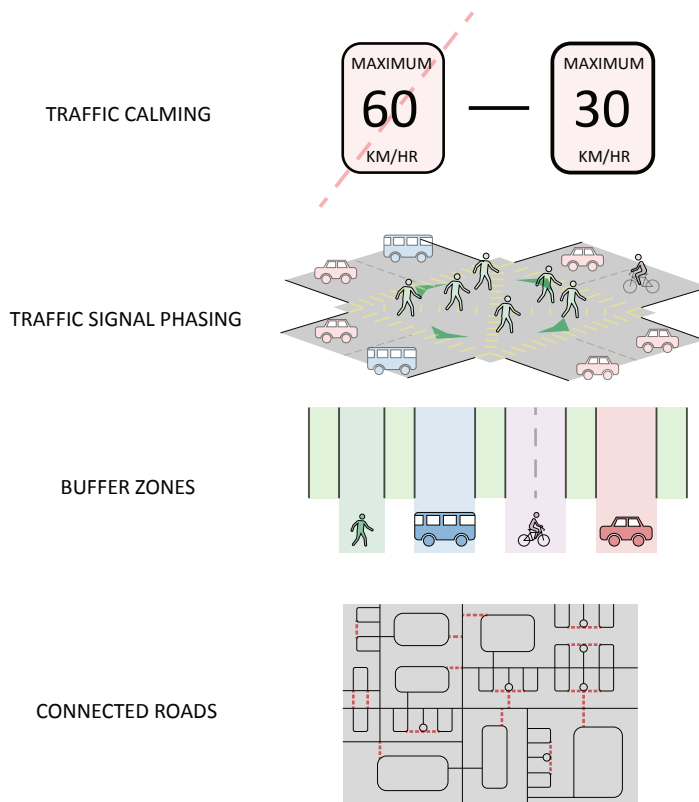 TRAFFIC CALMING
MAXIMUM
60
KM/HR
MAXIMUM
30
KM/HR
TRAFFIC SIGNAL PHASING
BUFFER ZONES
CONNECTED ROADS